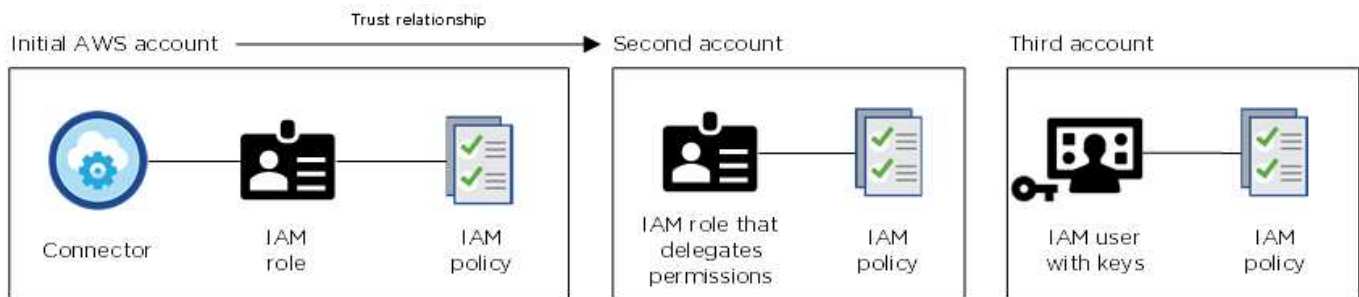 Trust relationship
Initial AWS account
Second account
Third account
Connector
IAM
role
IAM
policy
IAM role that
delegates
permissions
IAM
policy
IAM user
with keys
IAM
policy